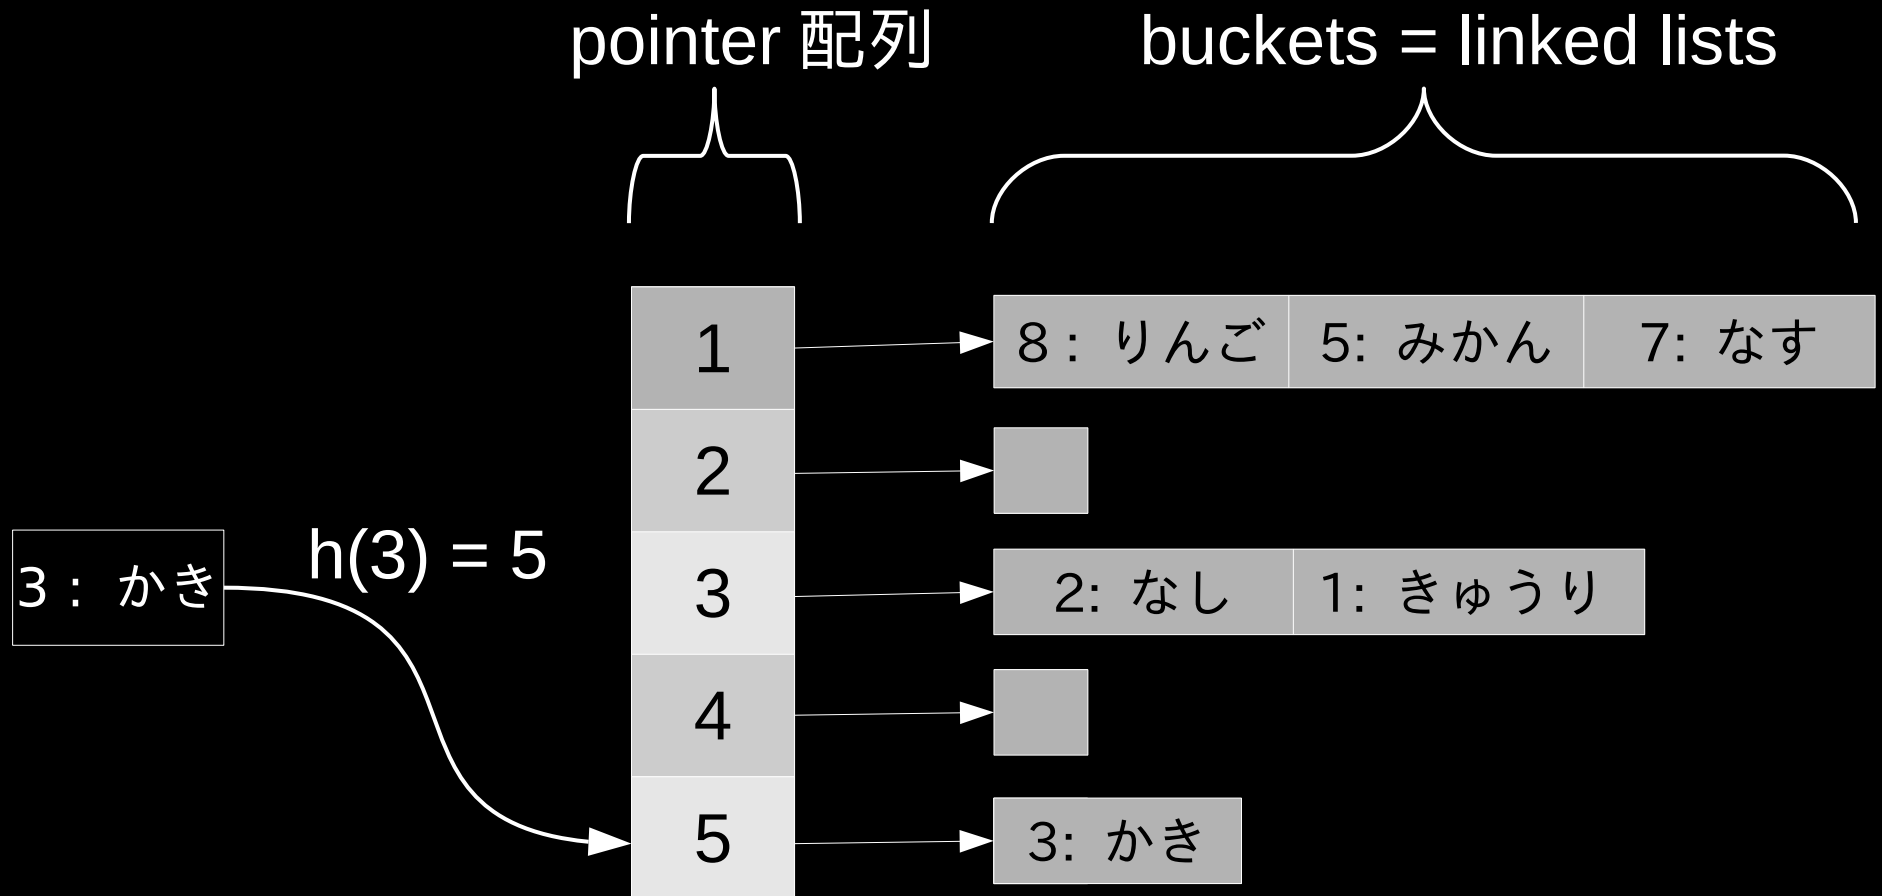 pointer 配列
buckets = linked lists
1
8 : りんご
5: みかん
7: なす
2
3 : かき
h(3) = 5
3
2: なし
1: きゅうり
4
5
3: かき